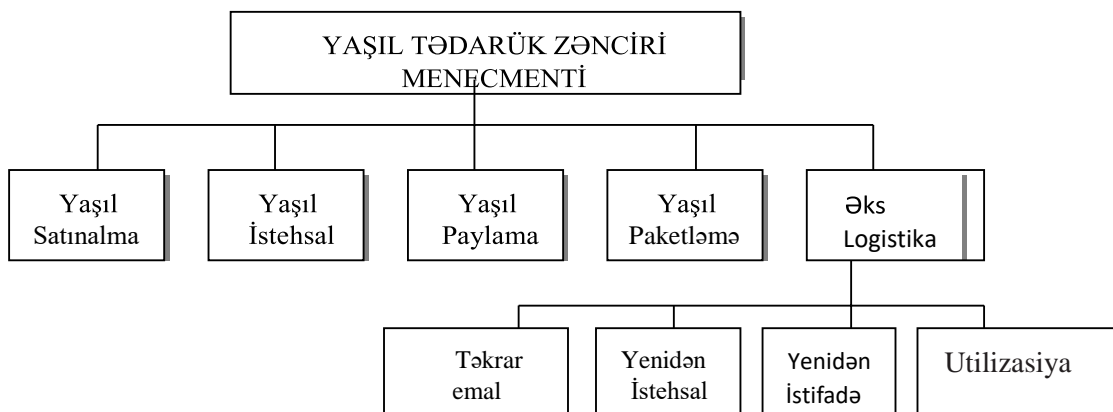 YAŞIL TƏDARÜK ZƏNCİRİ
MENECMENTİ
Yaşıl
Satınalma
Yaşıl
İstehsal
Yaşıl
Paylama
Yaşıl
Paketləmə
Əks
Logistika
Təkrar
emal
Yenidən
İstehsal
Yenidən
İstifadə
Utilizasiya